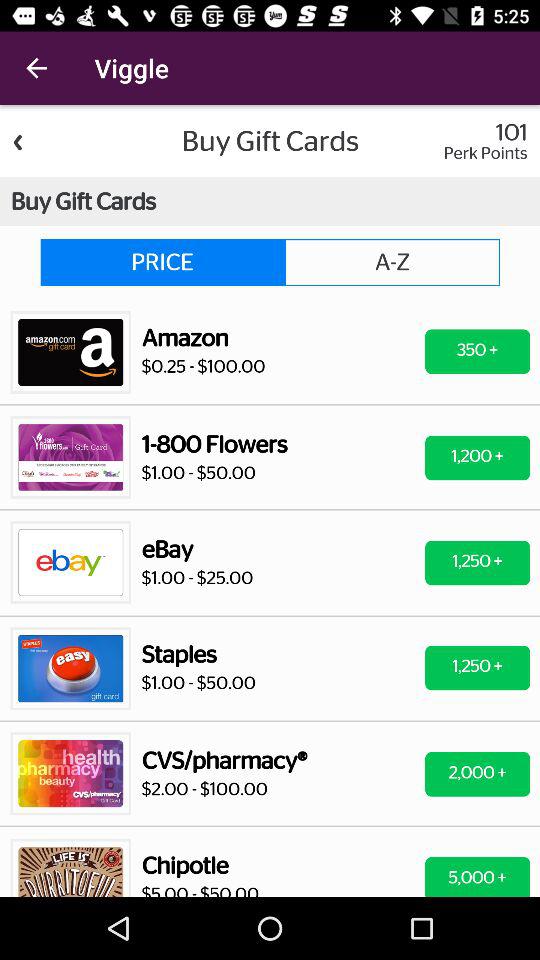 5:25
Viggle
Buy Gift Cards
101
Perk Points
Buy Gift Cards
PRICE
A-Z
amazon.com
gift card
a
Amazon
$0.25 - $100.00
350 +
1-800 Flowers
$1.00 - $50.00
1,200 +
Gift Card
ebay
eBay
$1.00 - $25.00
1,250 +
STAPLES
easy
gift card
Staples
$1.00 - $50.00
1,250 +
health
pharmacy
beauty
CVS/pharmacy
Gift Card
CVS/pharmacy®
$2.00 - $100.00
2,000 +
LIFE IS
BURRITOFUL
Chipotle
$5.00 - $50.00
5,000 +